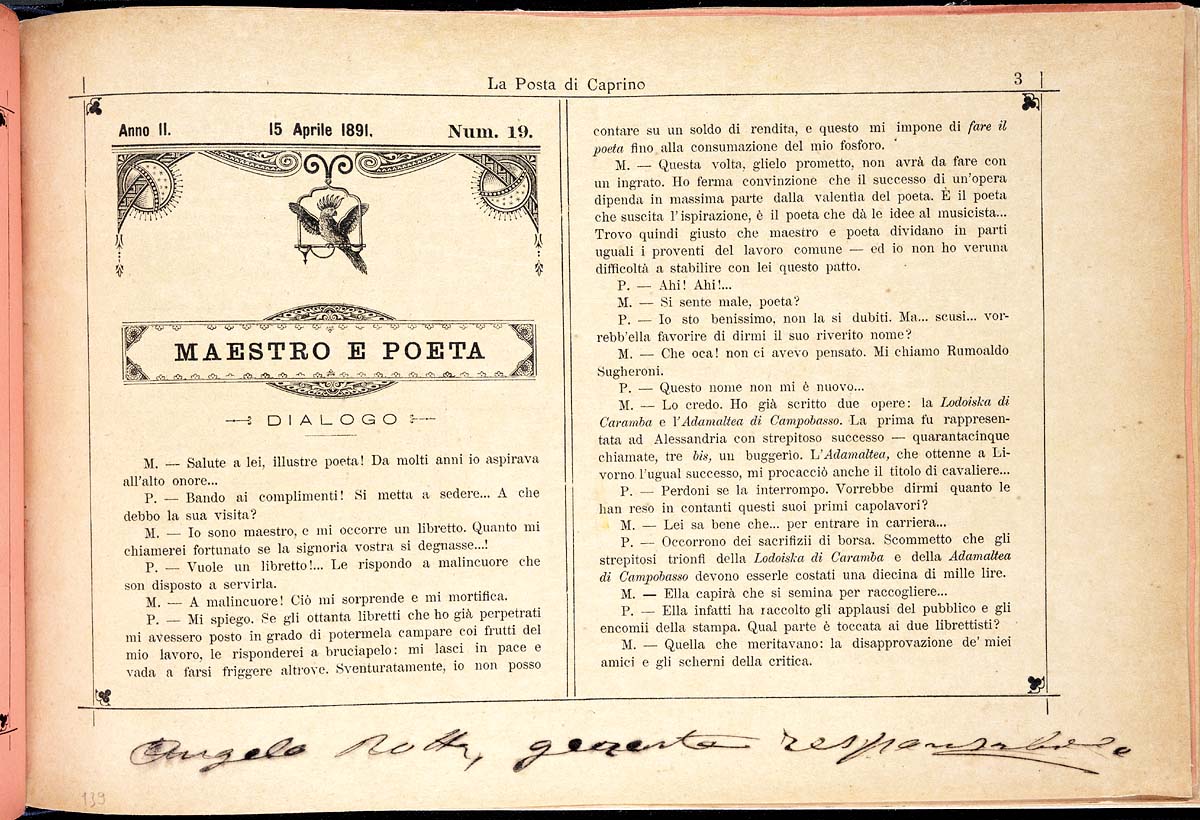 La Posta di Caprino
3
Anno II.
15 Aprile 1891.
Num. 19.
MAESTRO E POETA
DIALOGO
M. — Salute a lei, illustre poeta! Da molti anni io aspirava
all'alto onore...
P. — Bando ai complimenti! Si metta a sedere... A che
debbo la sua visita?
M. — Io sono maestro, e mi occorre un libretto. Quanto mi
chiamerei fortunato se la signoria vostra si degnasse...!
P. — Vuole un libretto!... Le rispondo a malincuore che
son disposto a servirla.
M. — A malincuore! Ciò mi sorprende e mi mortifica.
P. — Mi spiego. Se gli ottanta libretti che ho già perpetrati
mi avessero posto in grado di potermela campare coi frutti del
mio lavoro, le risponderei a bruciapelo: mi lasci in pace e
vada a farsi friggere altrove. Sventuratamente, io non posso
contare su un soldo di rendita, e questo mi impone di fare il
poeta fino alla consumazione del mio fosforo.
M. — Questa volta, glielo prometto, non avrà da fare con
un ingrato. Ho ferma convinzione che il successo di un'opera
dipenda in massima parte dalla valentìa del poeta. È il poeta
che suscita l'ispirazione, è il poeta che dà le idee al musicista...
Trovo quindi giusto che maestro e poeta dividano in parti
uguali i proventi del lavoro comune — ed io non ho veruna
difficoltà a stabilire con lei questo patto.
P. — Ahi! Ahi!...
M. — Si sente male, poeta?
P. — Io sto benissimo, non la si dubiti. Ma... scusi... vor-
rebb'ella favorire di dirmi il suo riverito nome?
M. — Che oca! non ci avevo pensato. Mi chiamo Rumoaldo
Sugheroni.
P. — Questo nome non mi è nuovo...
M. — Lo credo. Ho già scritto due opere: la Lodoiska di
Caramba e l'Adamaltea di Campobasso. La prima fu rappresen-
tata ad Alessandria con strepitoso successo — quarantacinque
chiamate, tre bis, un buggerìo. L'Adamaltea, che ottenne a Li-
vorno l'ugual successo, mi procacciò anche il titolo di cavaliere...
P. — Perdoni se la interrompo. Vorrebbe dirmi quanto le
han reso in contanti questi suoi primi capolavori?
M. — Lei sa bene che... per entrare in carriera...
P. — Occorrono dei sacrifizii di borsa. Scommetto che gli
strepitosi trionfi della Lodoiska di Caramba e della Adamaltea
di Campobasso devono esserle costati una diecina di mille lire.
M. — Ella capirà che si semina per raccogliere...
P. — Ella infatti ha raccolto gli applausi del pubblico e gli
encomii della stampa. Qual parte è toccata ai due librettisti?
M. — Quella che meritavano: la disapprovazione de' miei
amici e gli scherni della critica.
Angelo Rotta, gerente responsabile
139